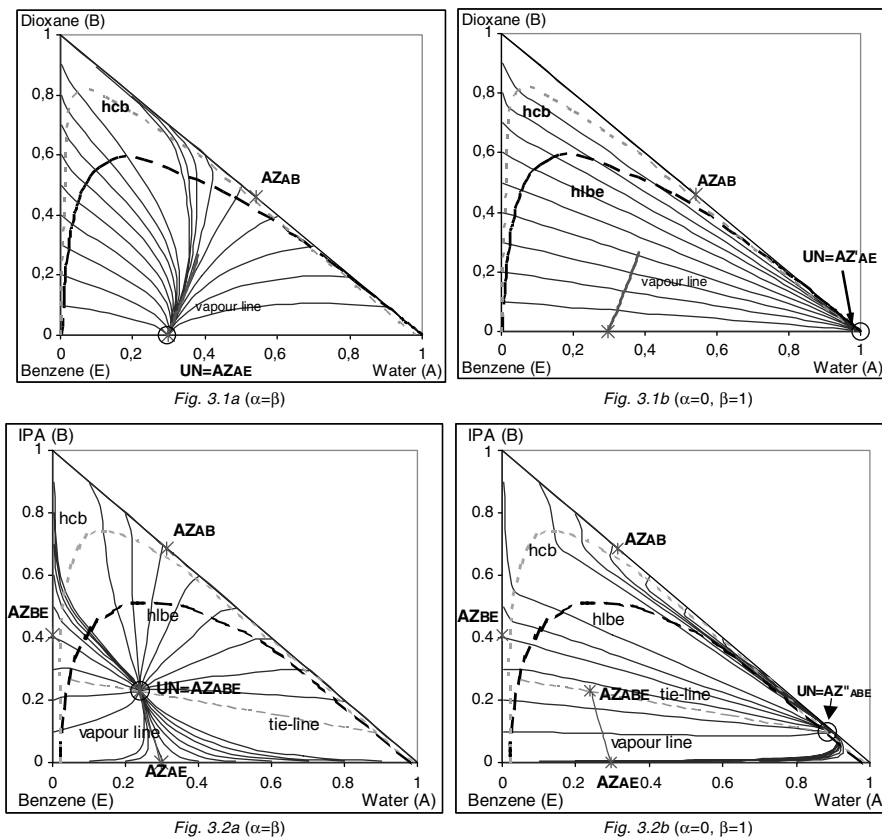 Dioxane (B)
1
0,8
0,6
0,4
0,2
0
hcb
AZAB
vapour line
0
0,2
0,4
0,6
0,8
1
Benzene (E)
UN=AZAE
Water (A)
Fig. 3.1a (α=β)
Dioxane (B)
1
0,8
0,6
0,4
0,2
0
hcb
AZAB
hlbe
UN=AZ'AE
vapour line
0
0,2
0,4
0,6
0,8
1
Benzene (E)
Water (A)
Fig. 3.1b (α=0, β=1)
IPA (B)
1
0.8
0.6
0.4
0.2
0
hcb
AZAB
AZBE
hlbe
UN=AZABE
vapour line
tie-line
AZAE
0
0.2
0.4
0.6
0.8
1
Benzene (E)
Water (A)
Fig. 3.2a (α=β)
IPA (B)
1
0.8
0.6
0.4
0.2
0
hcb
AZAB
AZBE
hlbe
AZABE
tie-line
UN=AZ"ABE
vapour line
AZAE
0
0.2
0.4
0.6
0.8
1
Benzene (E)
Water (A)
Fig. 3.2b (α=0, β=1)